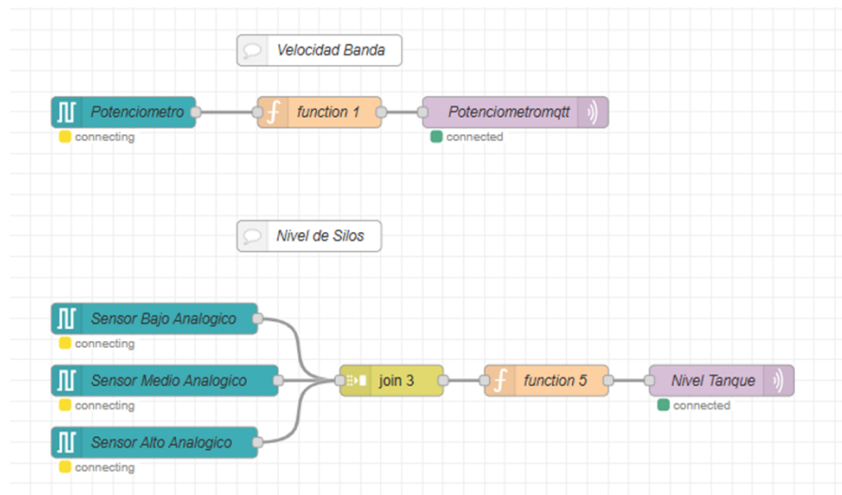 Velocidad Banda
Potenciometro
function 1
Potenciometromqtt
connecting
connected
Nivel de Silos
Sensor Bajo Analogico
connecting
Sensor Medio Analogico
join 3
function 5
Nivel Tanque
connecting
connected
Sensor Alto Analogico
connecting